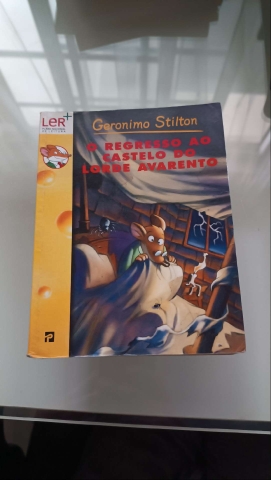 LeR+
Geronimo Stilton
O REGRESSO AO
CASTELO DO
LORDE AVARENTO